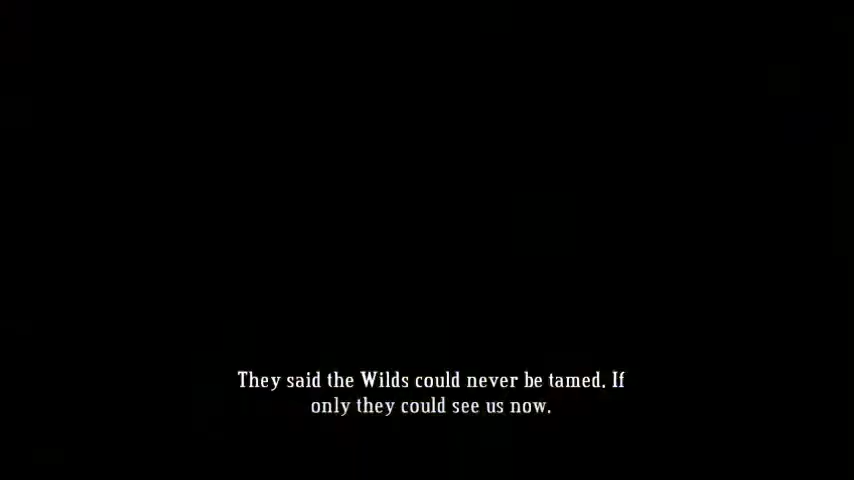 They said the Wilds could never be tamed. If
only they could see us now.